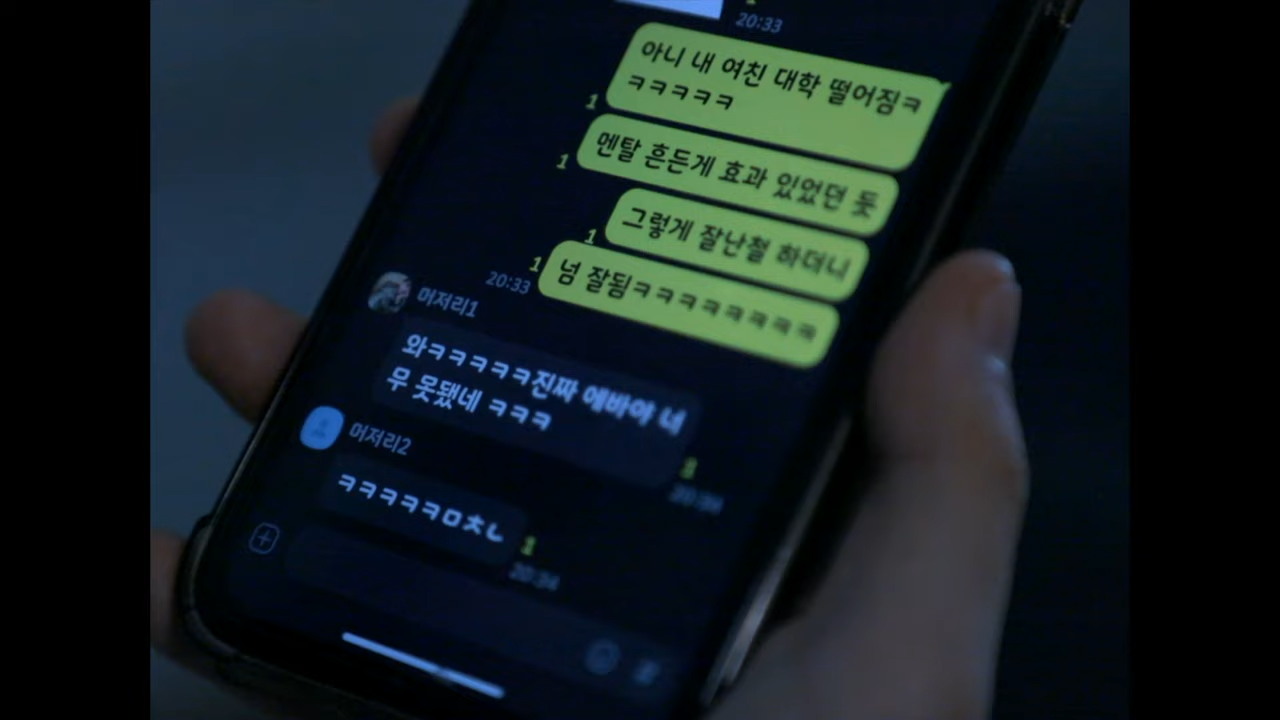 1
20:33
아니 내 여친 대학 떨어짐ㅋ
ㅋㅋㅋㅋㅋ
1
멘탈 흔든게 효과 있었던 듯
1
그렇게 잘난척 하더니
1
넘 잘됨ㅋㅋㅋㅋㅋㅋㅋㅋ
1
20:33
머저리1
와ㅋㅋㅋㅋㅋ진짜 에바야 너
무 못됐네 ㅋㅋㅋ
3
20:34
머저리2
ㅋㅋㅋㅋㅋㅁㅊㄴ
1
20:34